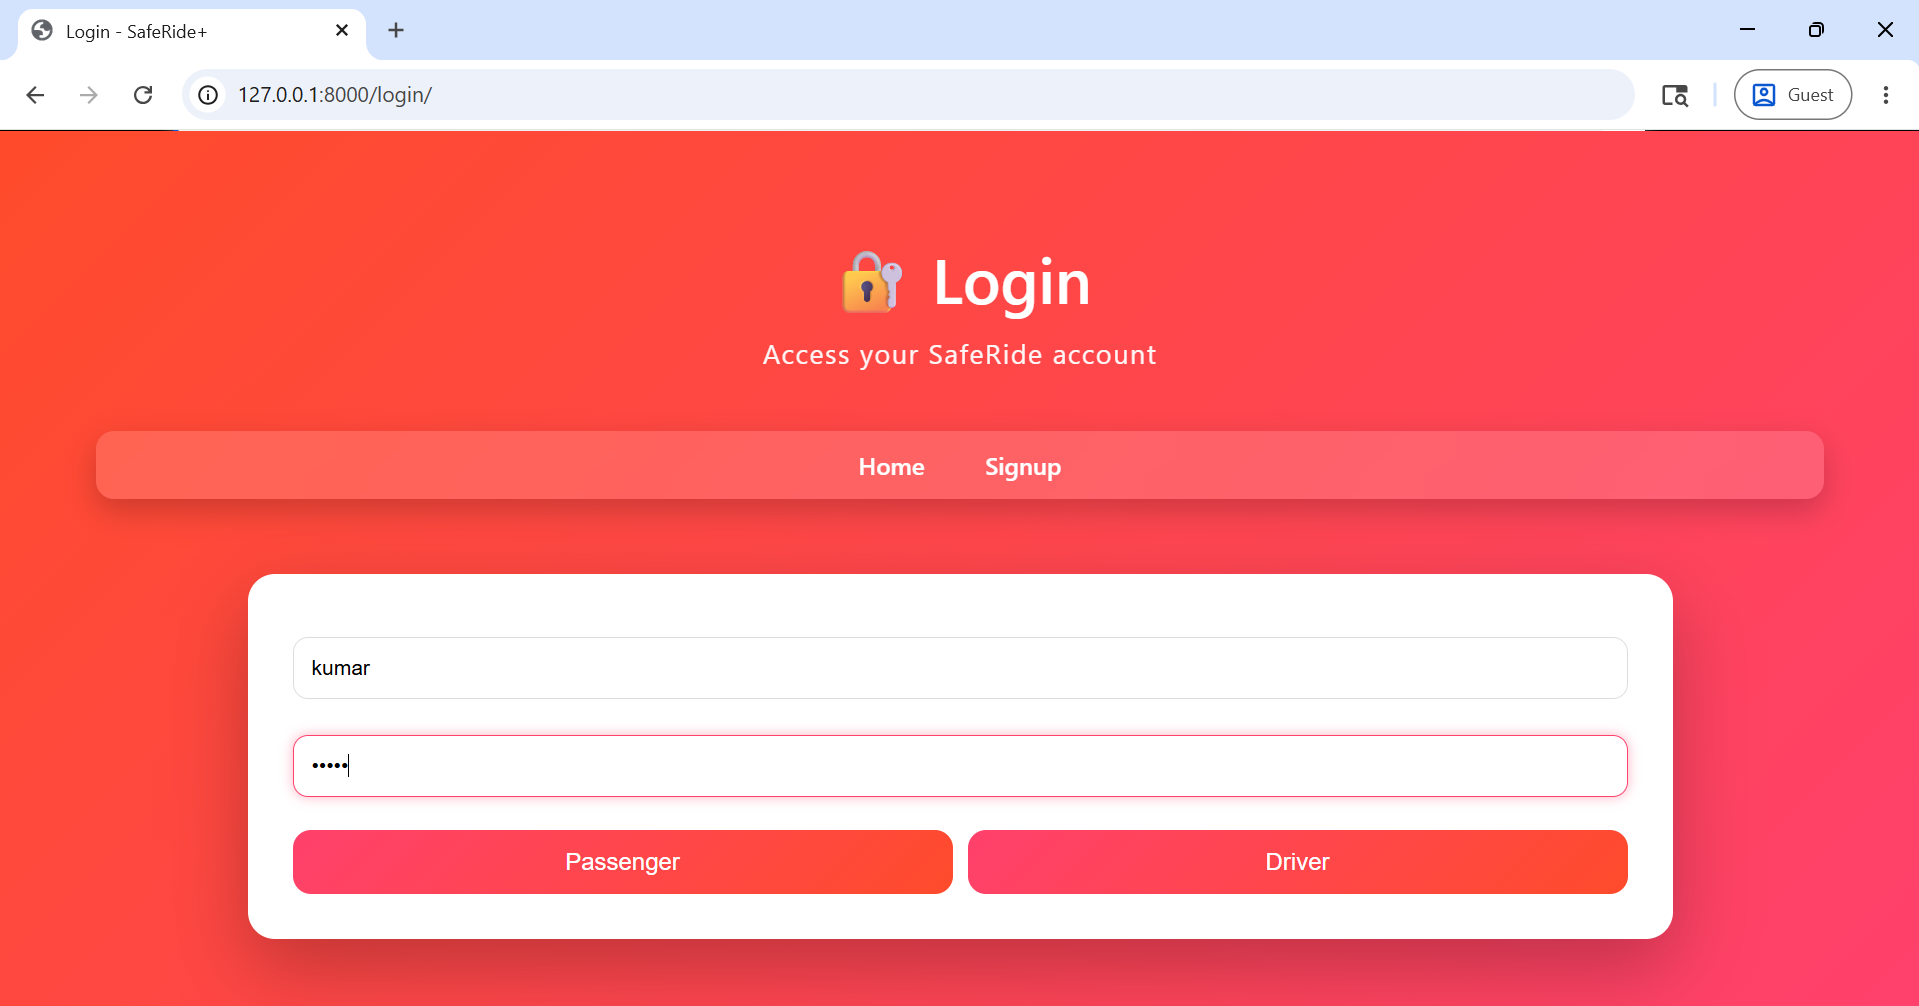 Login - SafeRide+
127.0.0.1:8000/login/
Guest
Login
Access your SafeRide account
Home Signup
kumar
•••••
Passenger Driver